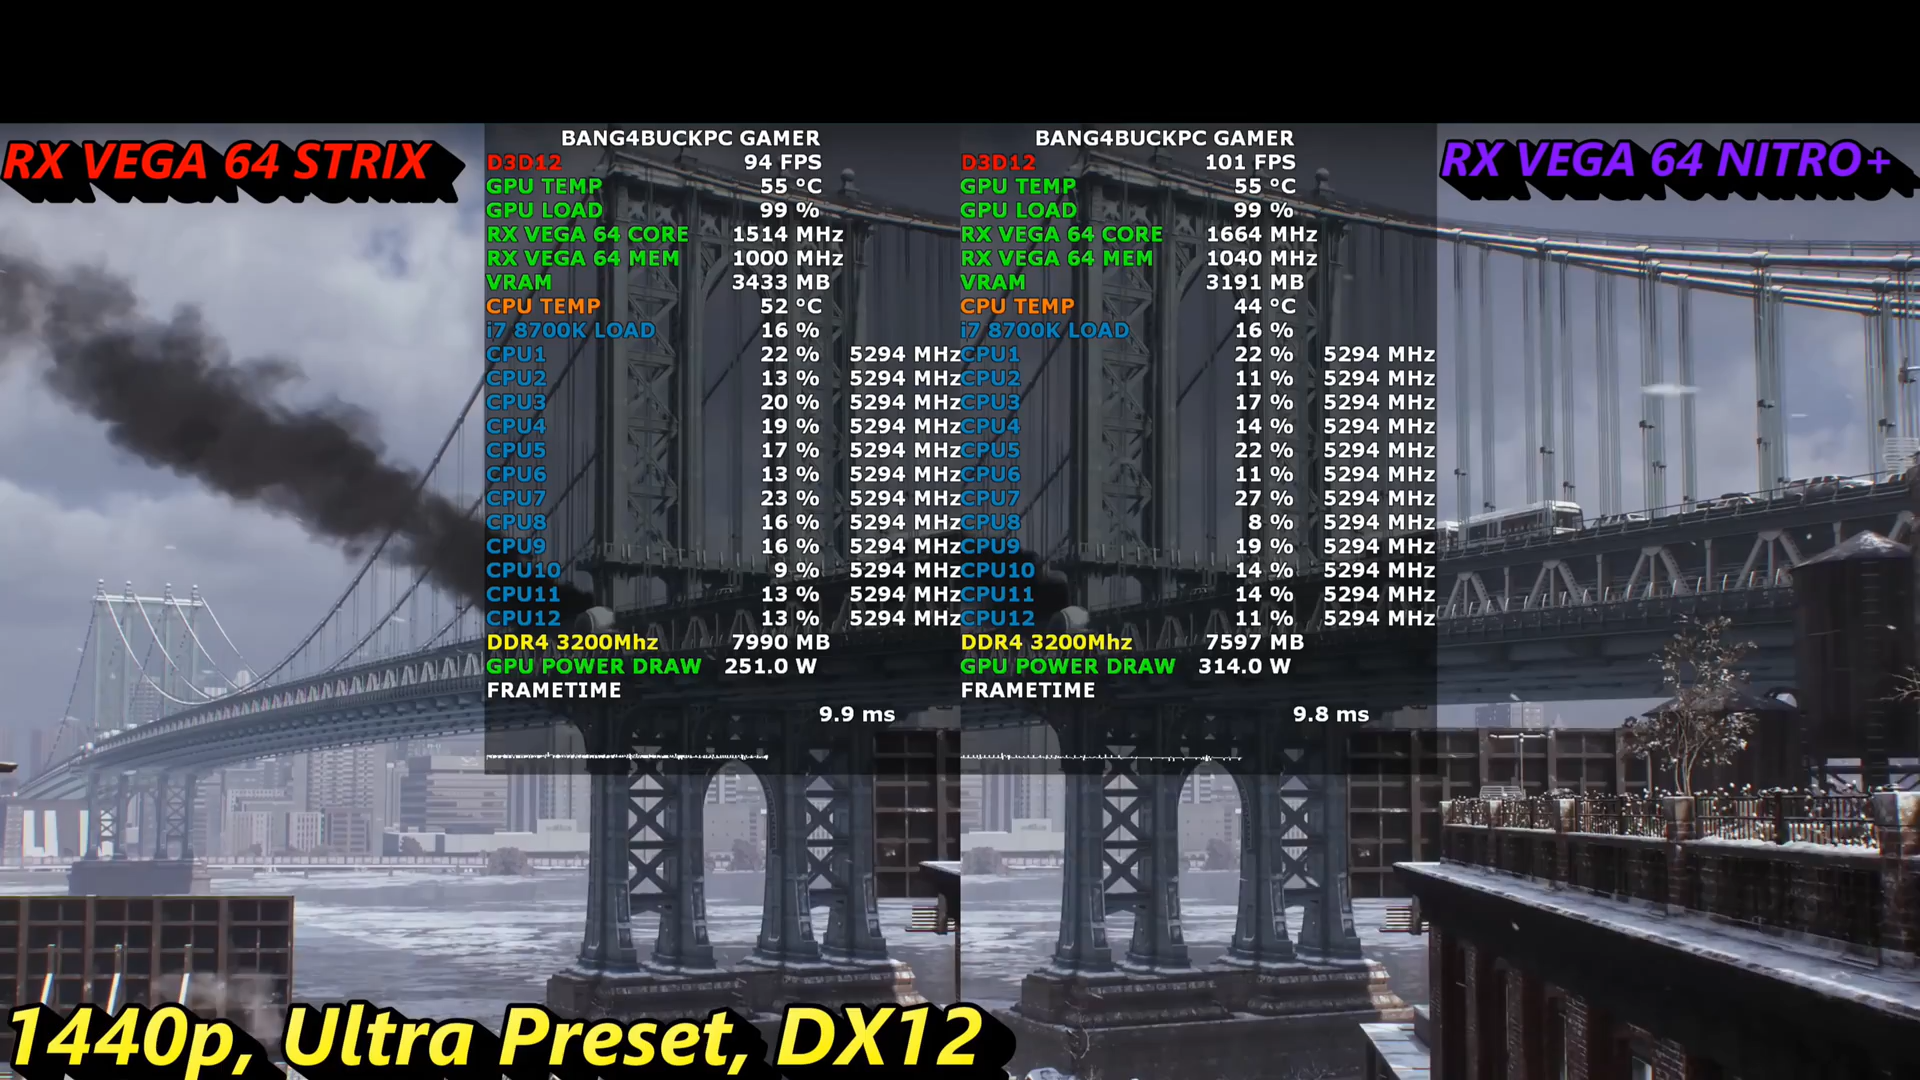 RX VEGA 64 STRIX
BANG4BUCKPC GAMER
D3D12 94 FPS
GPU TEMP 55 °C
GPU LOAD 99 %
RX VEGA 64 CORE 1514 MHz
RX VEGA 64 MEM 1000 MHz
VRAM 3433 MB
CPU TEMP 52 °C
i7 8700K LOAD 16 %
CPU1 22 % 5294 MHz
CPU2 13 % 5294 MHz
CPU3 20 % 5294 MHz
CPU4 19 % 5294 MHz
CPU5 17 % 5294 MHz
CPU6 13 % 5294 MHz
CPU7 23 % 5294 MHz
CPU8 16 % 5294 MHz
CPU9 16 % 5294 MHz
CPU10 9 % 5294 MHz
CPU11 13 % 5294 MHz
CPU12 13 % 5294 MHz
DDR4 3200Mhz 7990 MB
GPU POWER DRAW 251.0 W
FRAMETIME
9.9 ms
BANG4BUCKPC GAMER
D3D12 101 FPS
GPU TEMP 55 °C
GPU LOAD 99 %
RX VEGA 64 CORE 1664 MHz
RX VEGA 64 MEM 1040 MHz
VRAM 3191 MB
CPU TEMP 44 °C
i7 8700K LOAD 16 %
CPU1 22 % 5294 MHz
CPU2 11 % 5294 MHz
CPU3 17 % 5294 MHz
CPU4 14 % 5294 MHz
CPU5 22 % 5294 MHz
CPU6 11 % 5294 MHz
CPU7 27 % 5294 MHz
CPU8 8 % 5294 MHz
CPU9 19 % 5294 MHz
CPU10 14 % 5294 MHz
CPU11 14 % 5294 MHz
CPU12 11 % 5294 MHz
DDR4 3200Mhz 7597 MB
GPU POWER DRAW 314.0 W
FRAMETIME
9.8 ms
RX VEGA 64 NITRO+
1440p, Ultra Preset, DX12